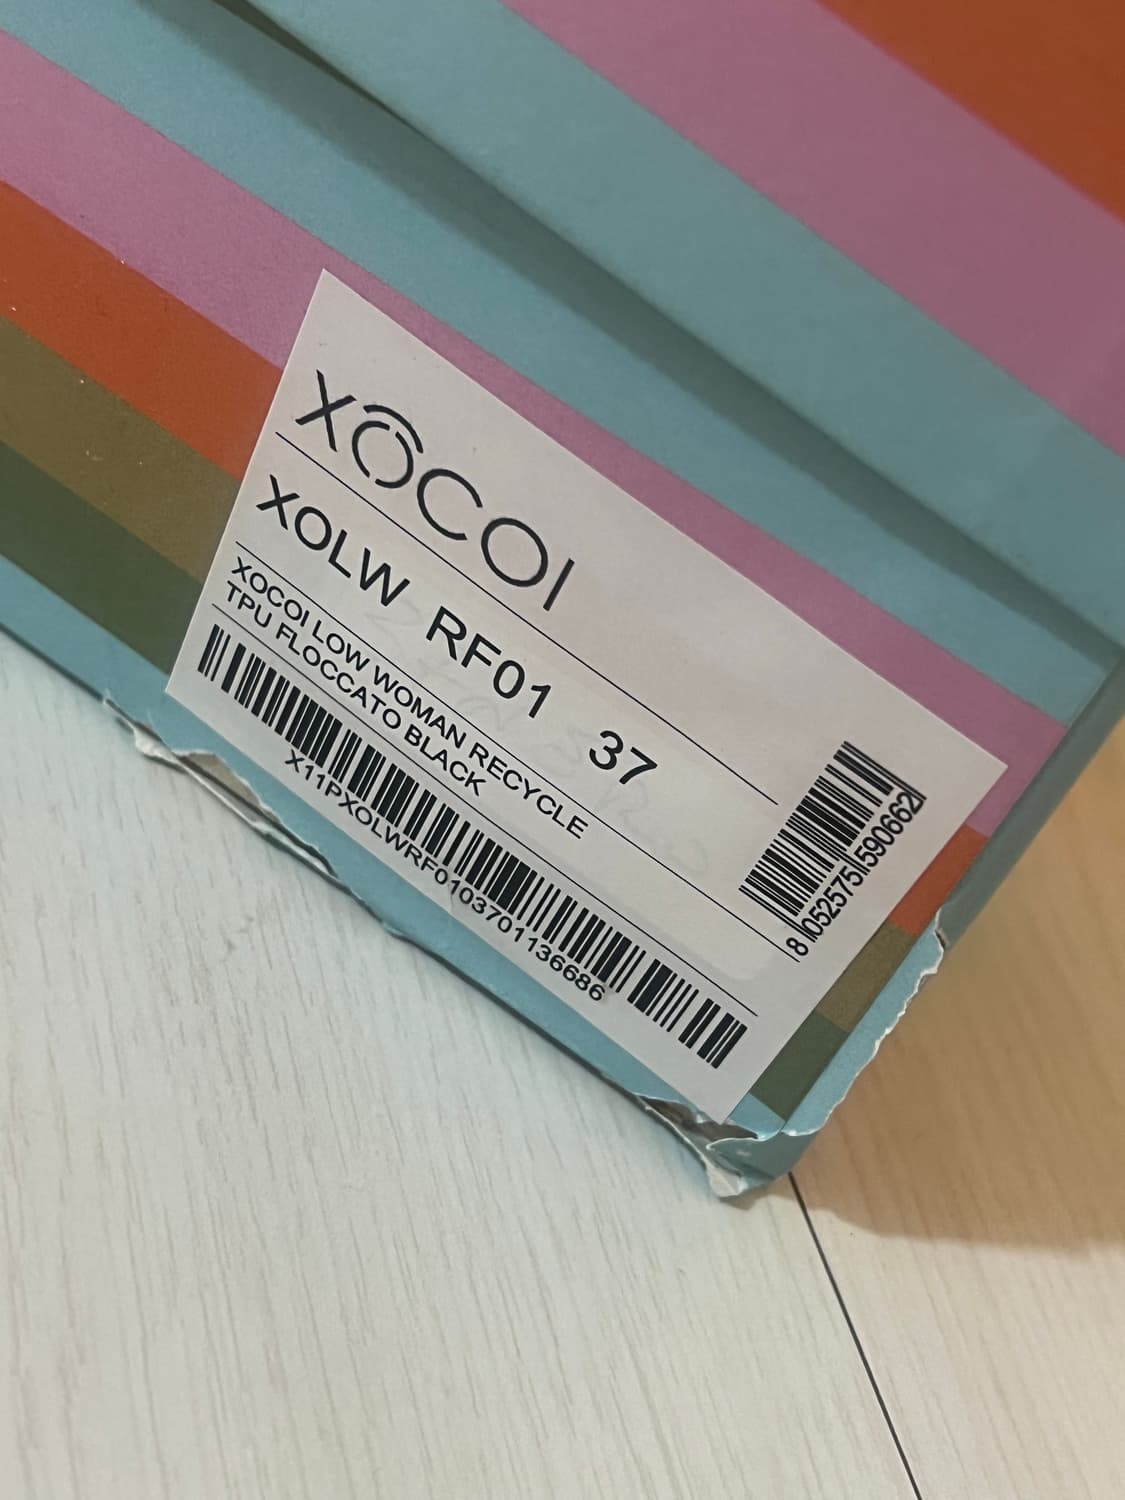 XOCOI
XOLW RF01 37
XOCOI LOW WOMAN RECYCLE
TPU FLOCCATO BLACK
X11PXOLWRF0103701136686
8 052575 590662